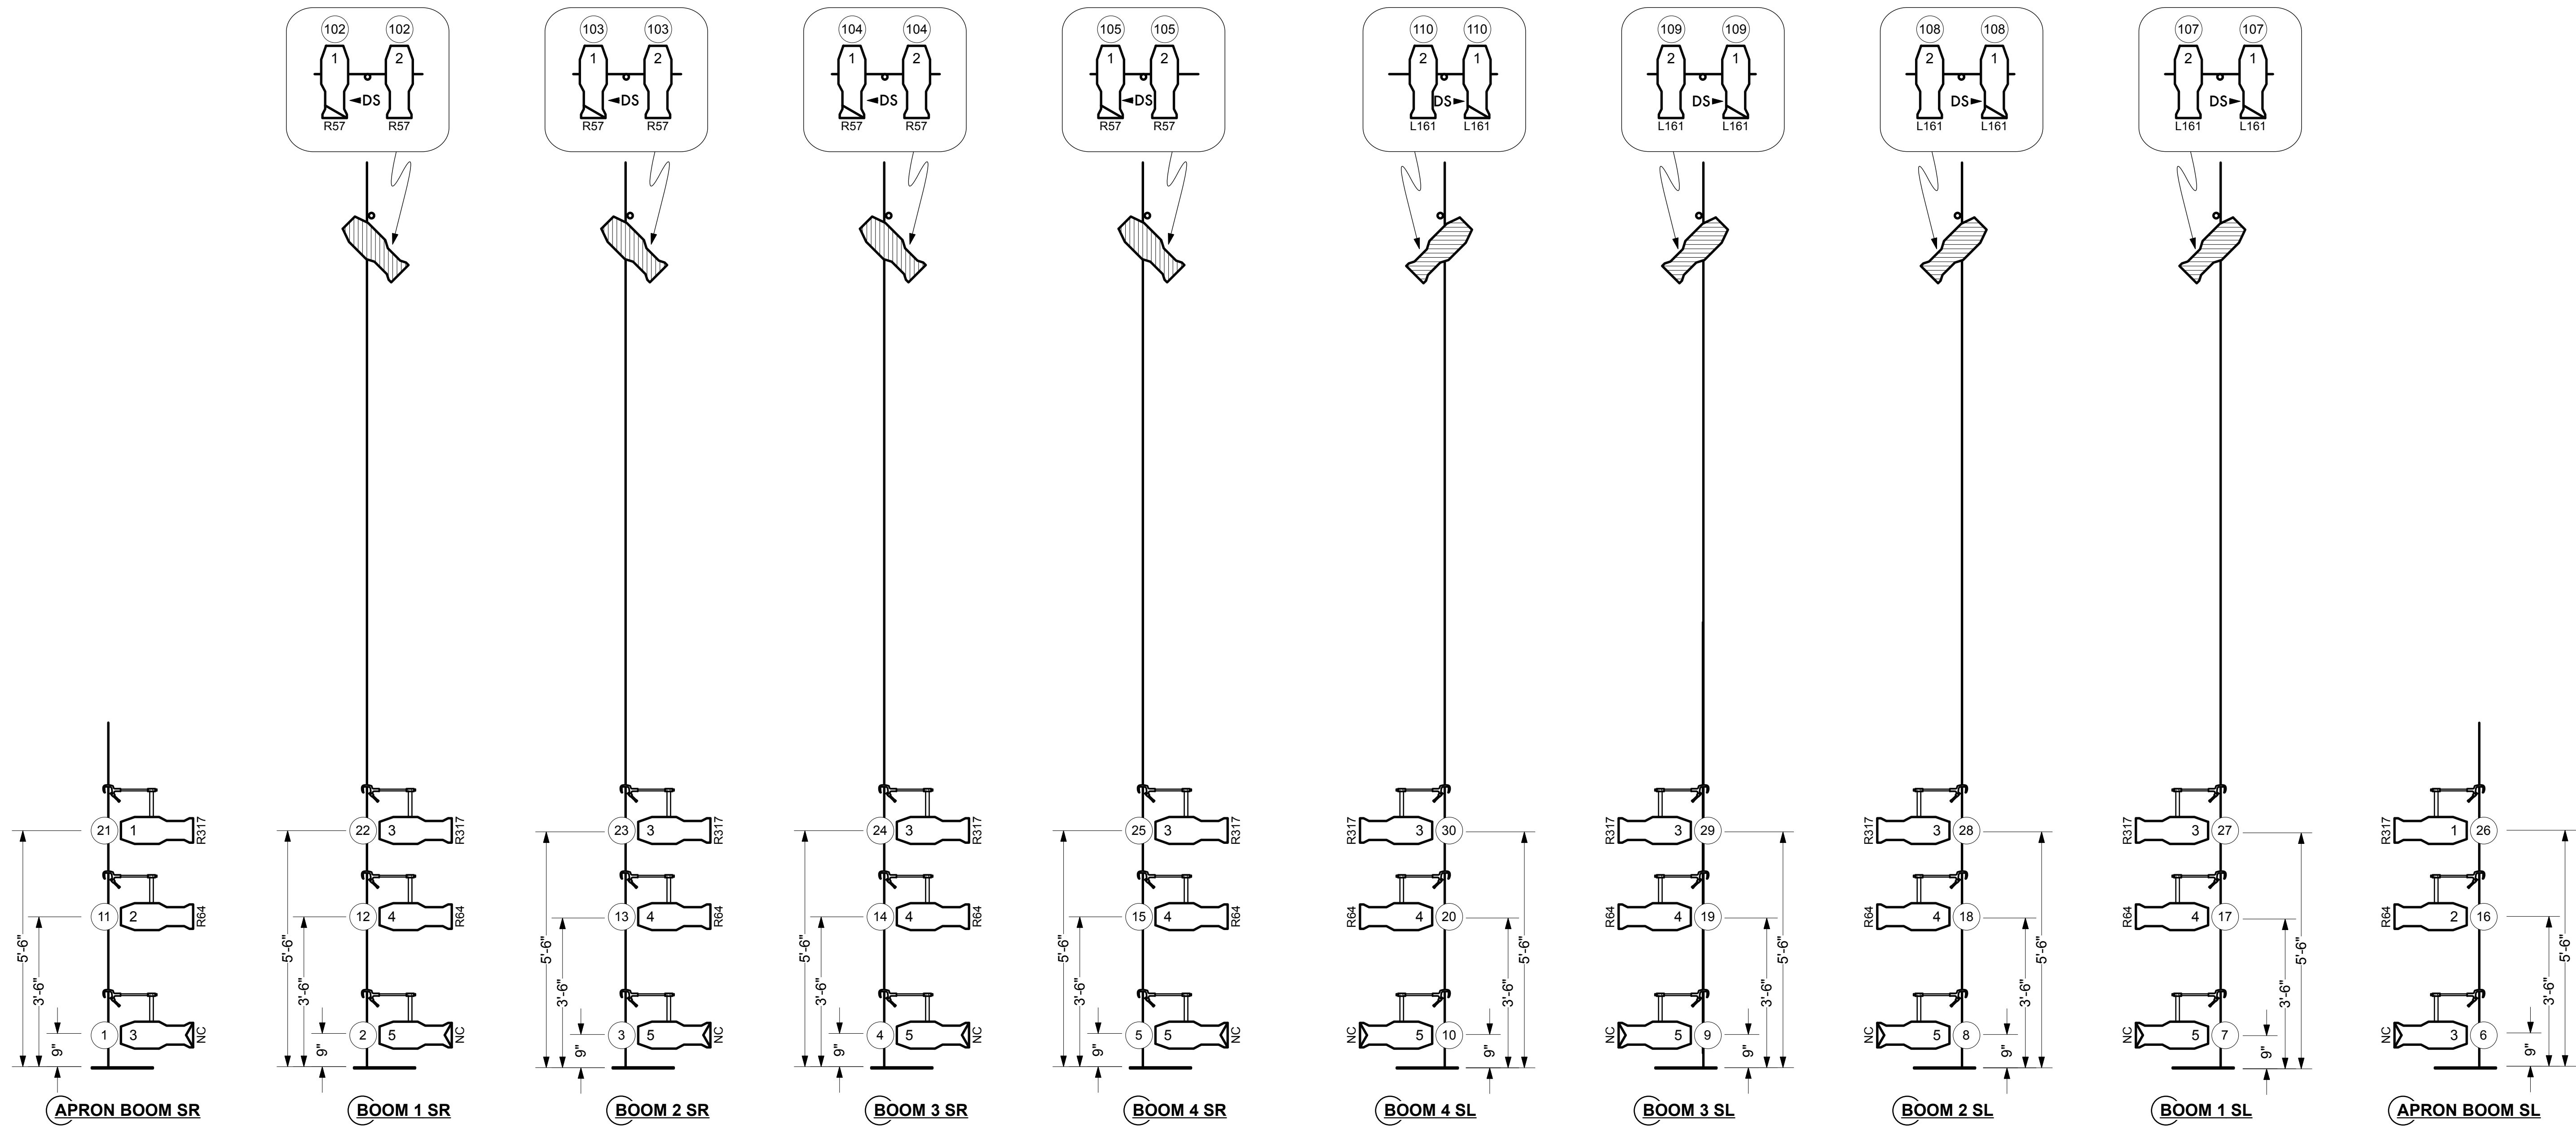 102 102 103 103 104 104 105 105 110 110 109 109 108 108 107 107
1 2 1 2 1 2 1 2 2 1 2 1 2 1 2 1
◄DS ◄DS ◄DS ◄DS DS► DS► DS► DS►
R57 R57 R57 R57 R57 R57 R57 R57 L161 L161 L161 L161 L161 L161 L161 L161
21 1 R317 22 3 R317 23 3 R317 24 3 R317 25 3 R317 R317 3 30 R317 3 29 R317 3 28 R317 3 27 R317 1 26
11 2 R64 12 4 R64 13 4 R64 14 4 R64 15 4 R64 R64 4 20 R64 4 19 R64 4 18 R64 4 17 R64 2 16
5'-6" 5'-6" 5'-6" 5'-6" 5'-6" 5'-6" 5'-6" 5'-6" 5'-6" 5'-6"
3'-6" 3'-6" 3'-6" 3'-6" 3'-6" 3'-6" 3'-6" 3'-6" 3'-6" 3'-6"
1 3 NC 2 5 NC 3 5 NC 4 5 NC 5 5 NC NC 5 10 NC 5 9 NC 5 8 NC 5 7 NC 3 6
9" 9" 9" 9" 9" 9" 9" 9" 9" 9"
APRON BOOM SR BOOM 1 SR BOOM 2 SR BOOM 3 SR BOOM 4 SR BOOM 4 SL BOOM 3 SL BOOM 2 SL BOOM 1 SL APRON BOOM SL